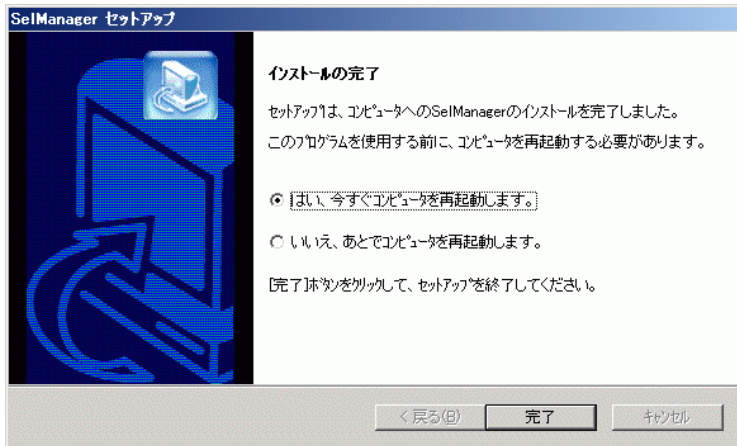 SelManager セットアップ
インストールの完了
セットアップは、コンピュータへのSelManagerのインストールを完了しました。
このプログラムを使用する前に、コンピュータを再起動する必要があります。
はい、今すぐコンピュータを再起動します。
いいえ、あとでコンピュータを再起動します。
[完了]ボタンをクリックして、セットアップを終了してください。
< 戻る(B)
完了
キャンセル